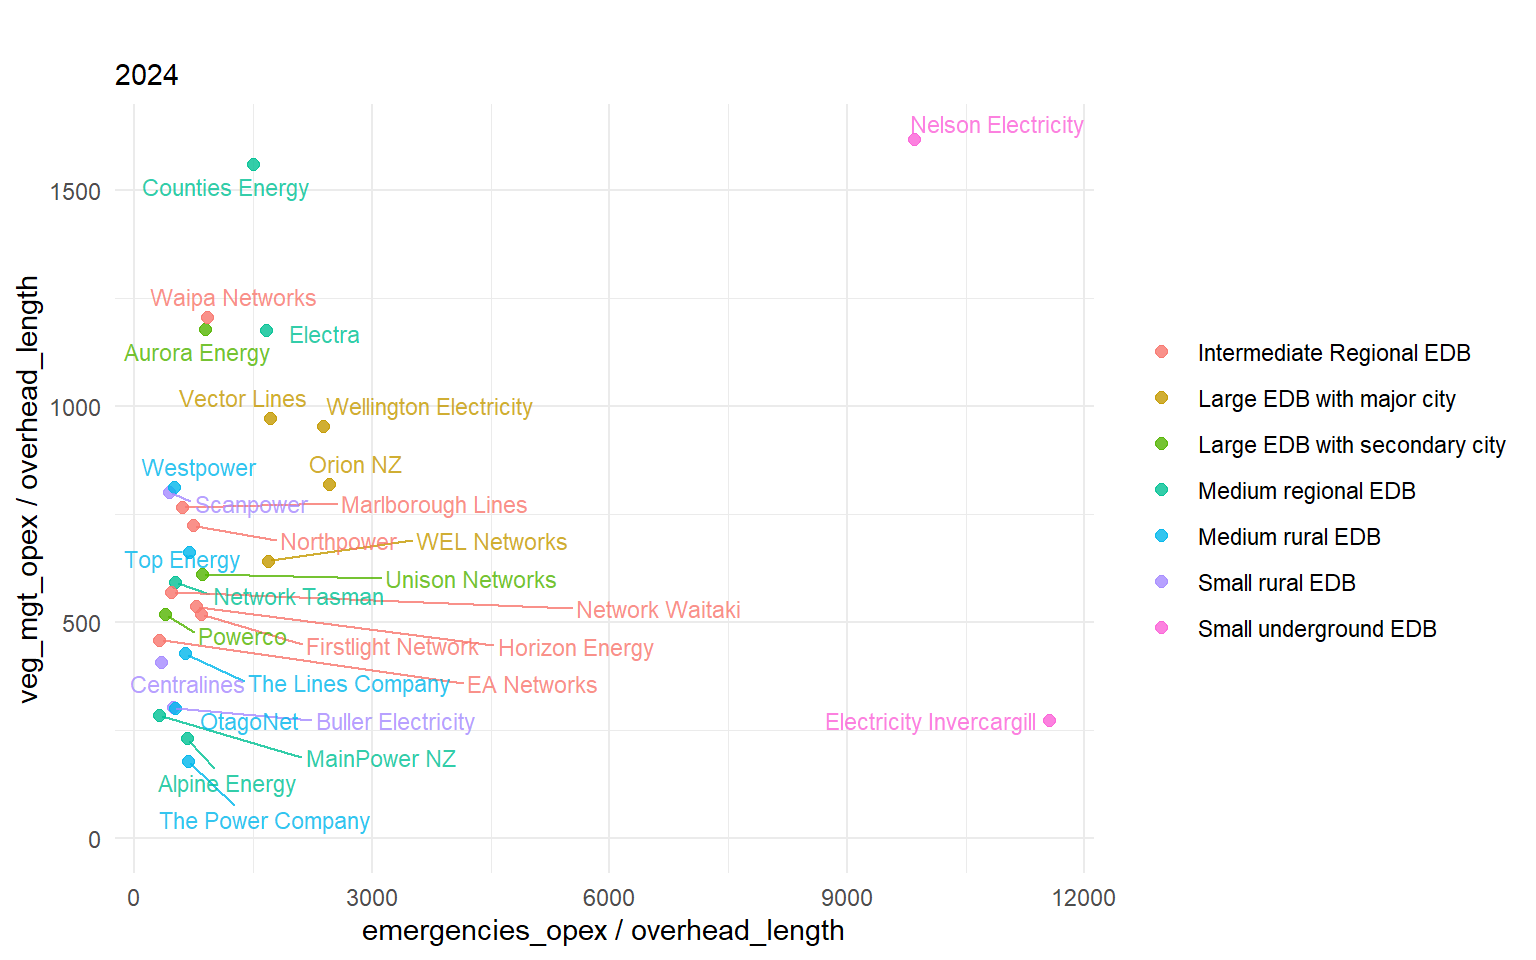 2024
Nelson Electricity
Counties Energy
1500
Waipa Networks
Electra
Aurora Energy
Vector Lines
Wellington Electricity
1000
Orion NZ
Westpower
Scanpower
Marlborough Lines
Northpower
WEL Networks
Top Energy
Unison Networks
Network Tasman
Network Waitaki
500
Powerco
Firstlight Network
Horizon Energy
Centralines
The Lines Company
EA Networks
OtagoNet
Buller Electricity
Electricity Invercargill
MainPower NZ
Alpine Energy
The Power Company
0
0 3000 6000 9000 12000
emergencies_opex / overhead_length
veg_mgt_opex / overhead_length
Intermediate Regional EDB
Large EDB with major city
Large EDB with secondary city
Medium regional EDB
Medium rural EDB
Small rural EDB
Small underground EDB